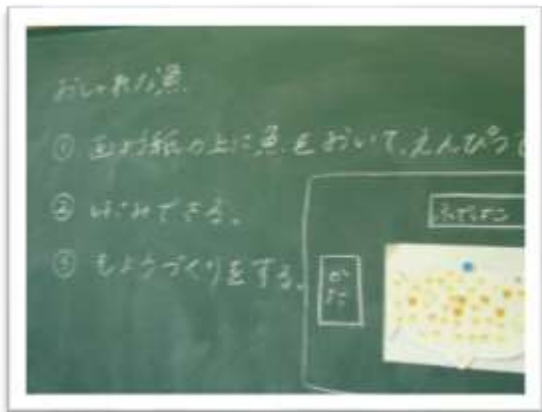 おしゃれな魚
① 画用紙の上に魚をおいて、えんぴつで
② はさみできる。
③ もようづくりをする。